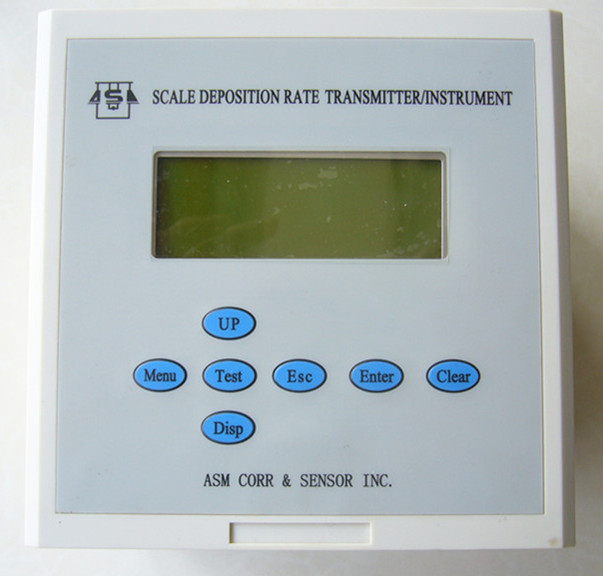 SCALE DEPOSITION RATE TRANSMITTER/INSTRUMENT
UP
Menu Test Esc Enter Clear
Disp
ASM CORR & SENSOR INC.